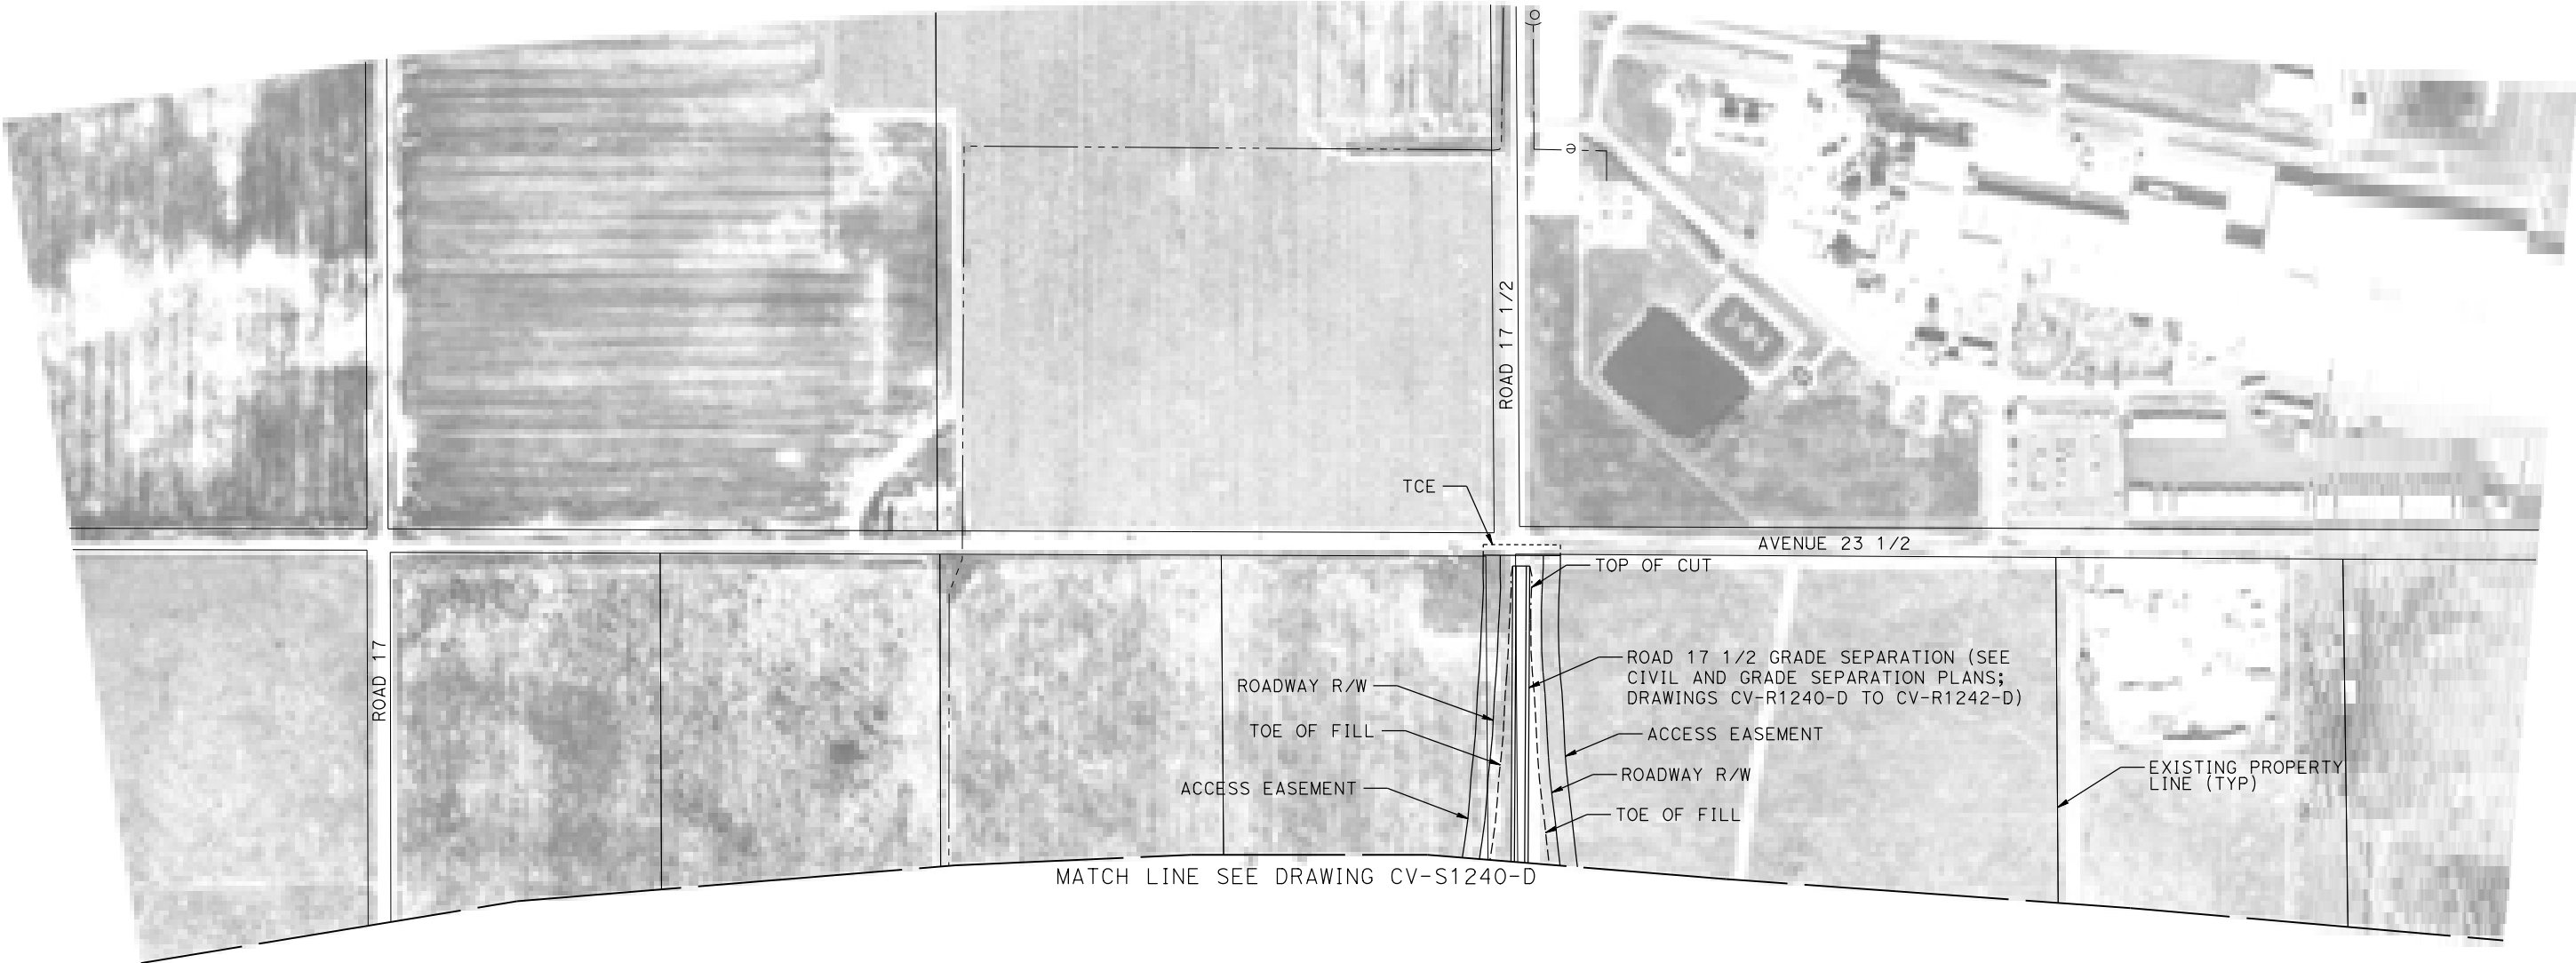 ROAD 17 1/2
TCE
AVENUE 23 1/2
TOP OF CUT
ROAD 17
ROADWAY R/W
TOE OF FILL
ACCESS EASEMENT
ROAD 17 1/2 GRADE SEPARATION (SEE
CIVIL AND GRADE SEPARATION PLANS;
DRAWINGS CV-R1240-D TO CV-R1242-D)
ACCESS EASEMENT
ROADWAY R/W
TOE OF FILL
EXISTING PROPERTY
LINE (TYP)
MATCH LINE SEE DRAWING CV-S1240-D